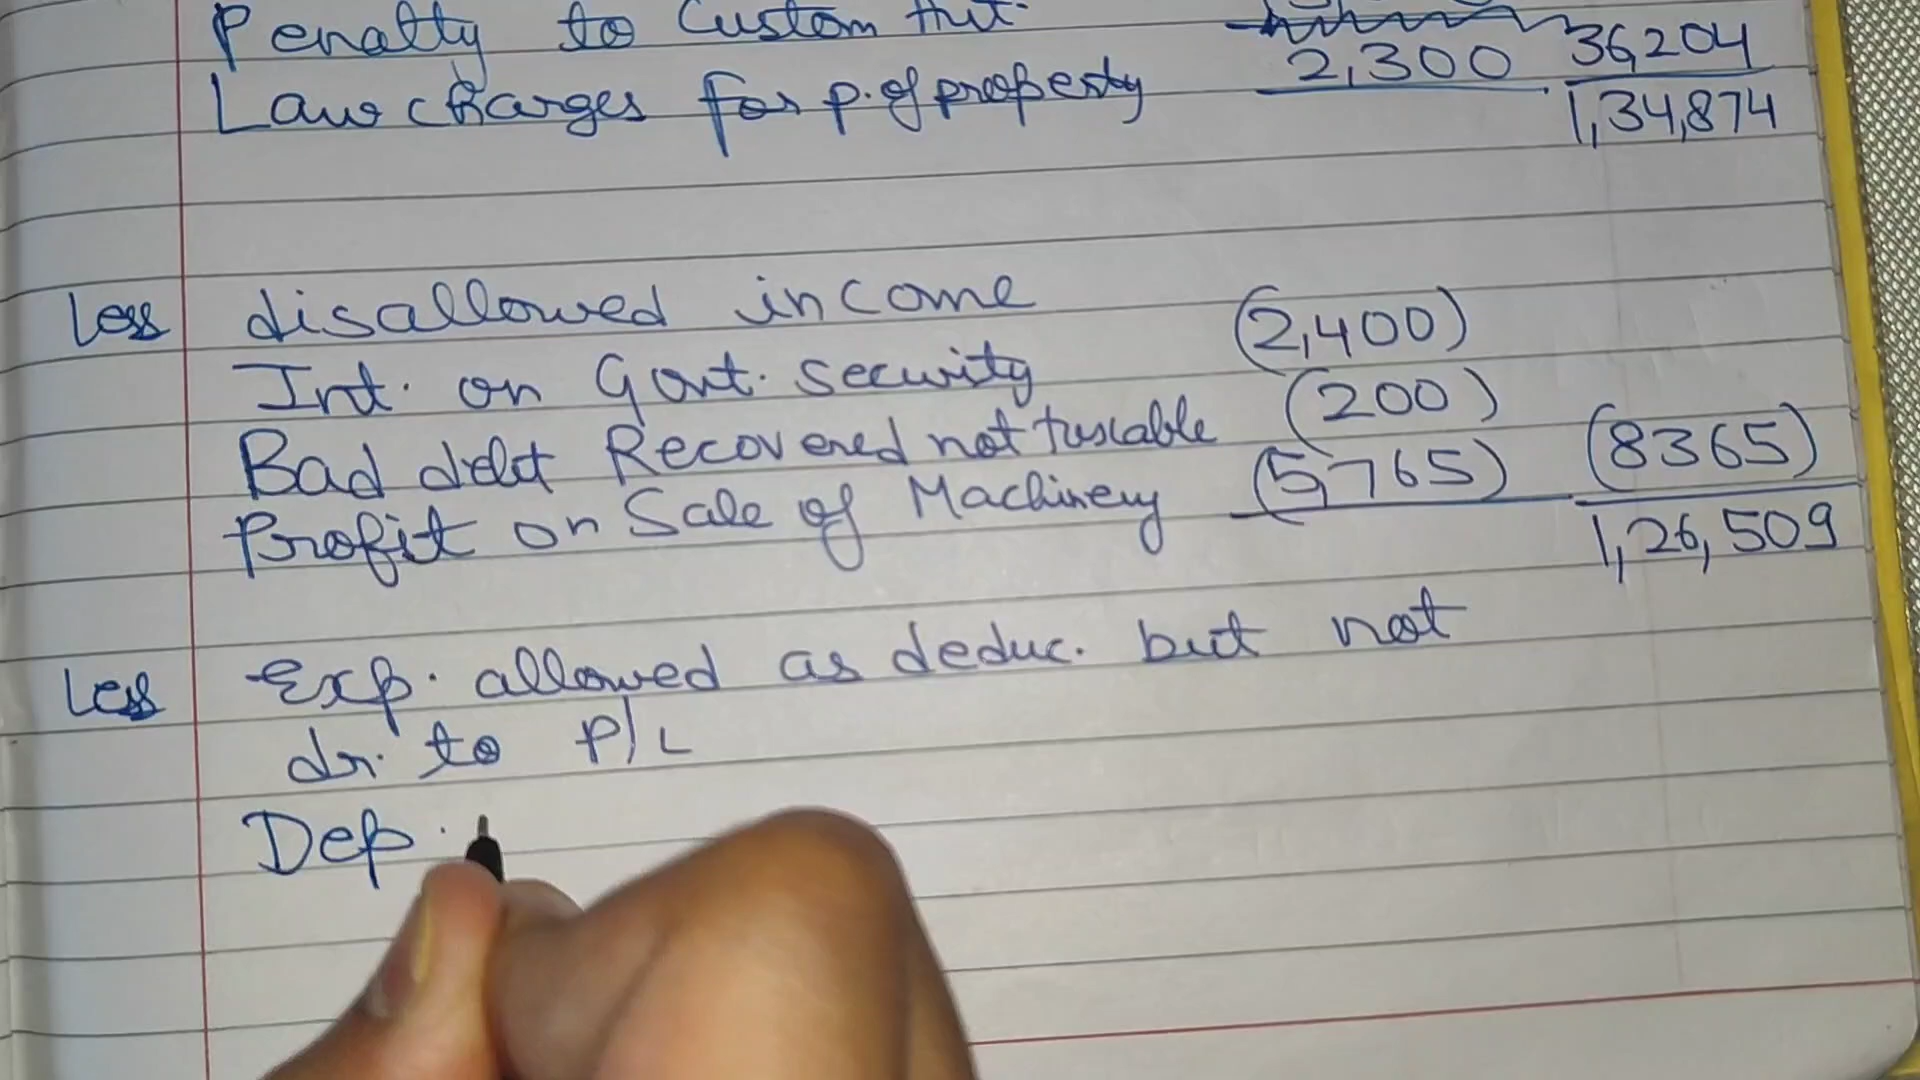 Penalty to Custom Aut.
2,300 36,204
Law charges for p. of property
1,34,874
Less disallowed income
Int. on Govt. Security (2,400)
Bad debt Recovered not taxable (200)
Profit on Sale of Machinery (5,765) (8365)
1,26,509
Less Exp. allowed as deduc. but not
dr. to P/L
Dep.